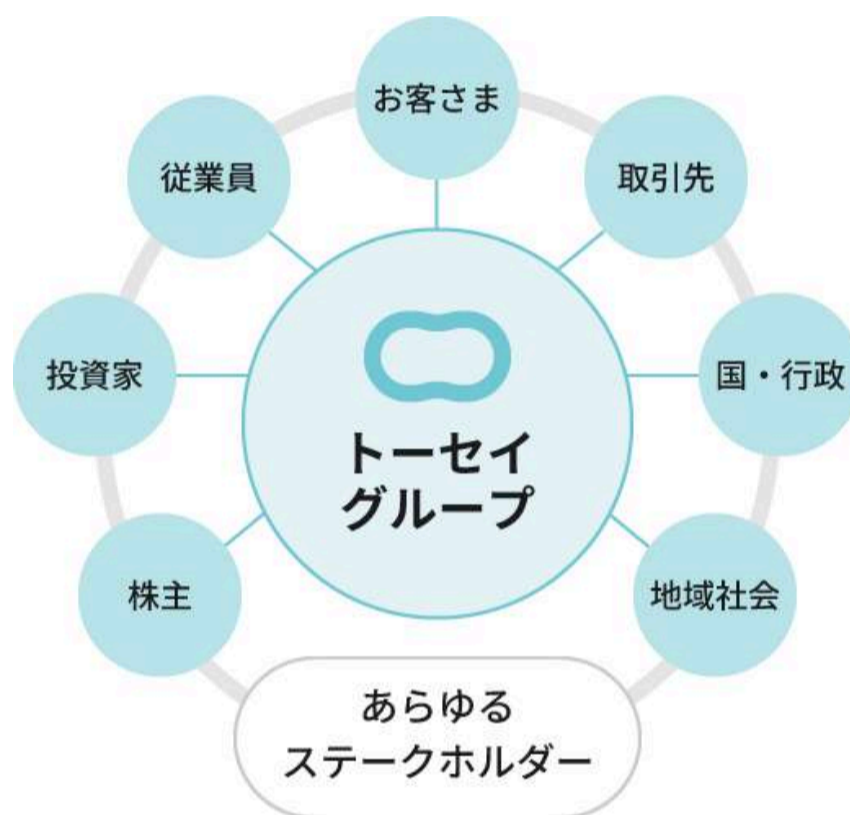 お客さま
従業員
取引先
投資家
国・行政
トーセイ
グループ
株主
地域社会
あらゆる
ステークホルダー